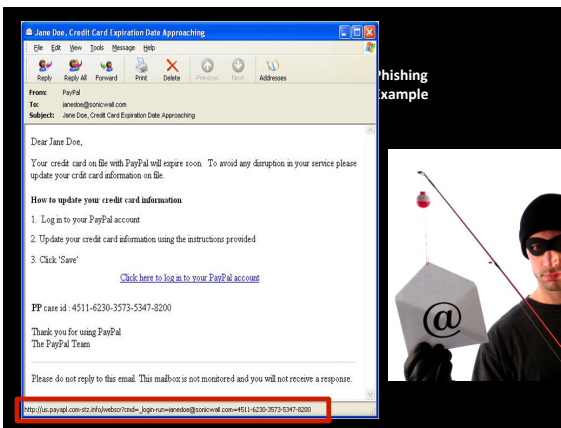 Jane Doe, Credit Card Expiration Date Approaching
File Edit View Tools Message Help
Reply Reply All Forward Print Delete Previous Next Addresses
From: PayPal
To: janedoe@sonicwall.com
Subject: Jane Doe, Credit Card Expiration Date Approaching
Phishing
Example
Dear Jane Doe,
Your credit card on file with PayPal will expire soon. To avoid any disruption in your service please
update your crdit card information on file.
How to update your credit card information
1. Log in to your PayPal account
2. Update your credit card information using the instructions provided
3. Click 'Save'
Click here to log in to your PayPal account
PP case id : 4511-6230-3573-5347-8200
Thank you for using PayPal
The PayPal Team
Please do not reply to this email. This mailbox is not monitored and you will not receive a response.
http://us.payapl.com-stz.info/webscr?cmd=_login-run=janedoe@sonicwall.com=4511-6230-3573-5347-8200
@